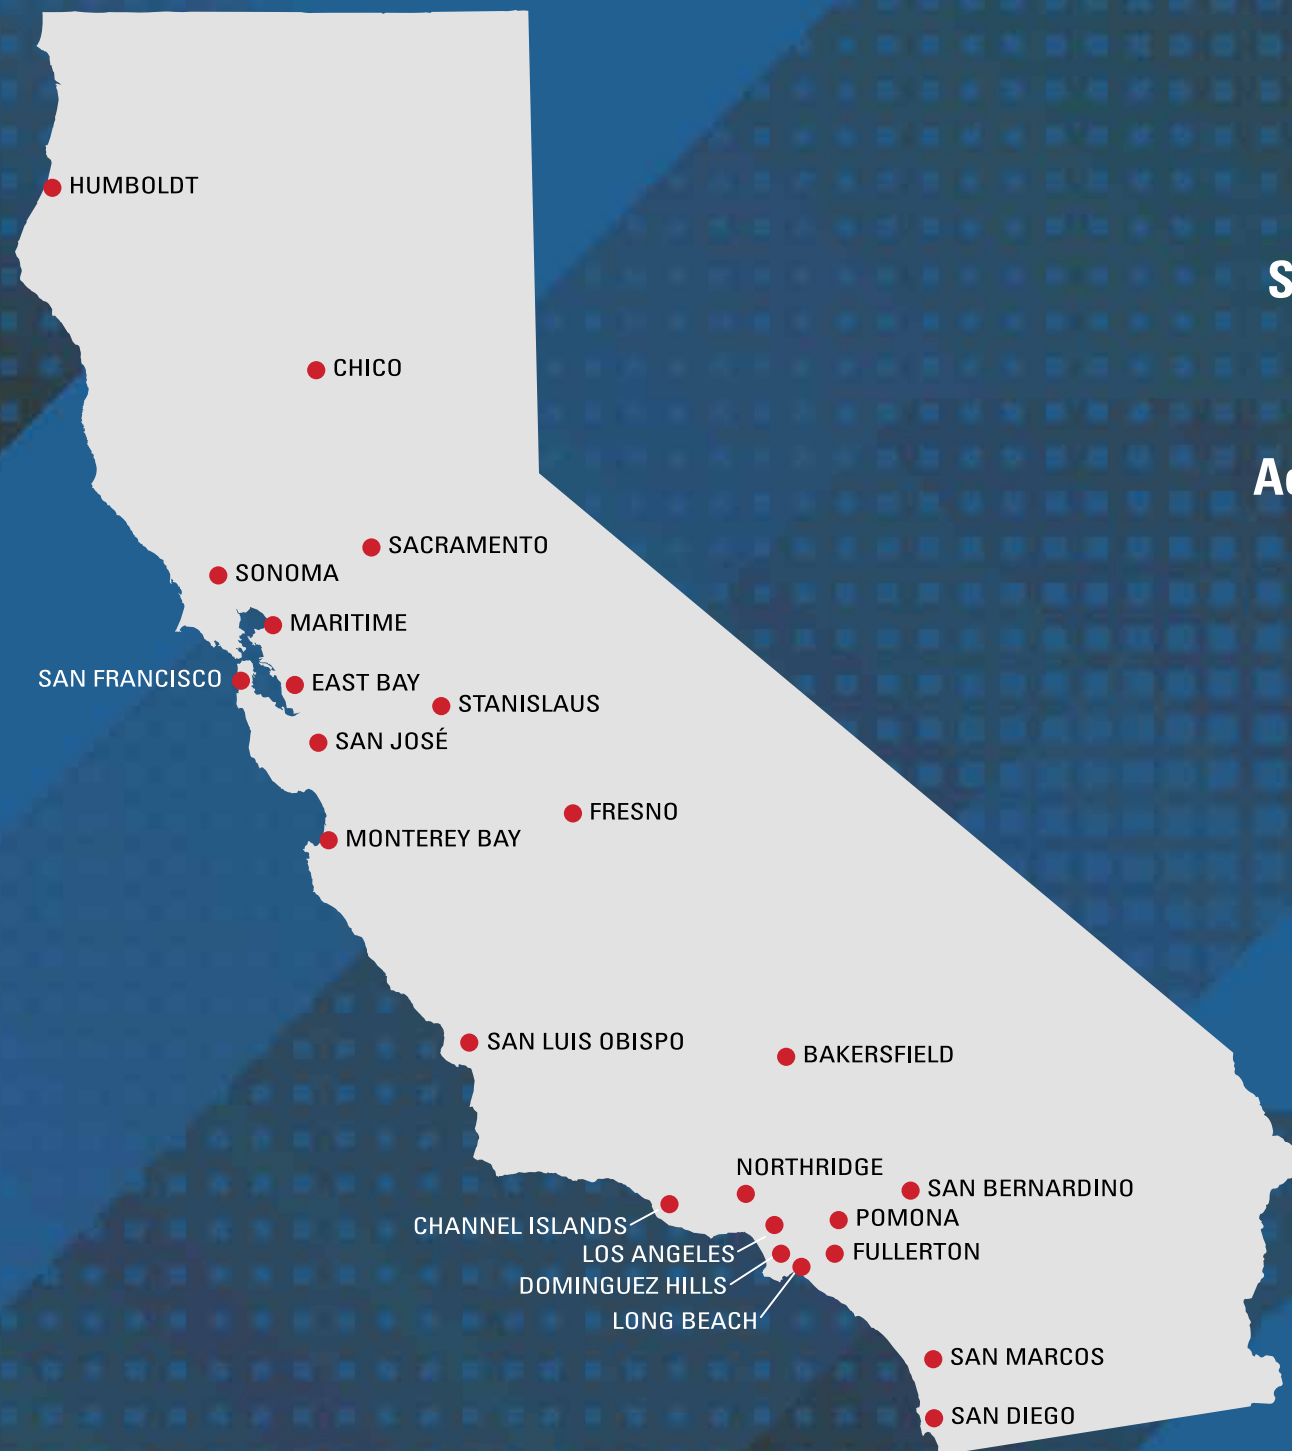 HUMBOLDT
S
CHICO
Ac
SACRAMENTO
SONOMA
MARITIME
SAN FRANCISCO
EAST BAY
STANISLAUS
SAN JOSÉ
FRESNO
MONTEREY BAY
SAN LUIS OBISPO
BAKERSFIELD
NORTHRIDGE
SAN BERNARDINO
POMONA
CHANNEL ISLANDS
LOS ANGELES
FULLERTON
DOMINGUEZ HILLS
LONG BEACH
SAN MARCOS
SAN DIEGO